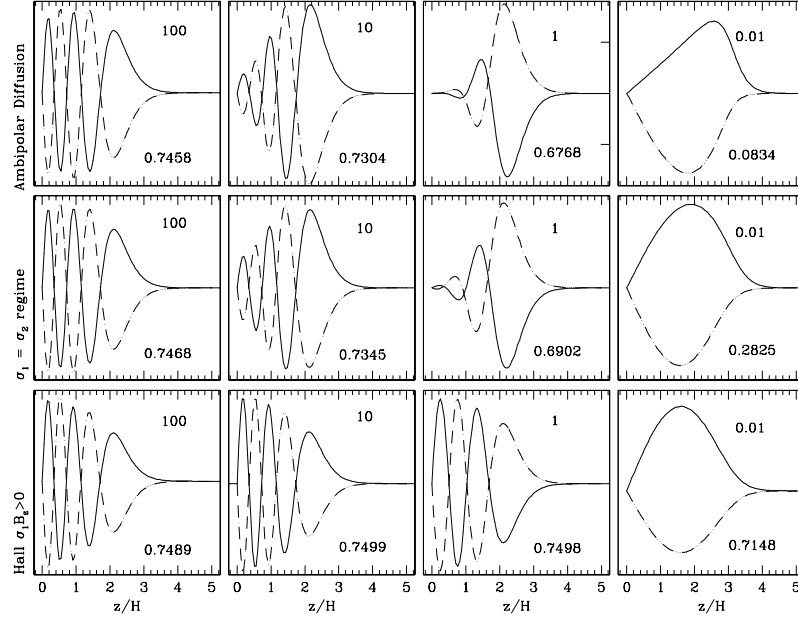 Ambipolar Diffusion
100
0.7458
10
0.7304
1
0.6768
0.01
0.0834
σ₁ = σ₂ regime
100
0.7468
10
0.7345
1
0.6902
0.01
0.2825
Hall σ₁B_z>0
100
0.7489
10
0.7499
1
0.7498
0.01
0.7148
0 1 2 3 4 5
0 1 2 3 4 5
0 1 2 3 4 5
0 1 2 3 4 5
z/H
z/H
z/H
z/H